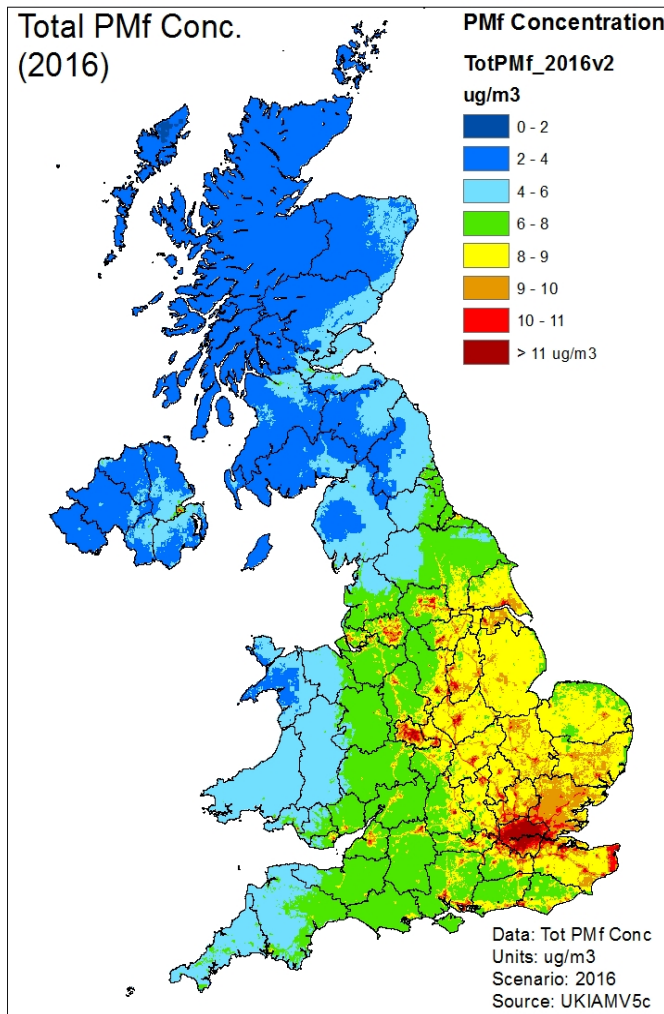 Total PMf Conc.
(2016)
PMf Concentration
TotPMf_2016v2
ug/m3
0 - 2
2 - 4
4 - 6
6 - 8
8 - 9
9 - 10
10 - 11
> 11 ug/m3
Data: Tot PMf Conc
Units: ug/m3
Scenario: 2016
Source: UKIAMV5c